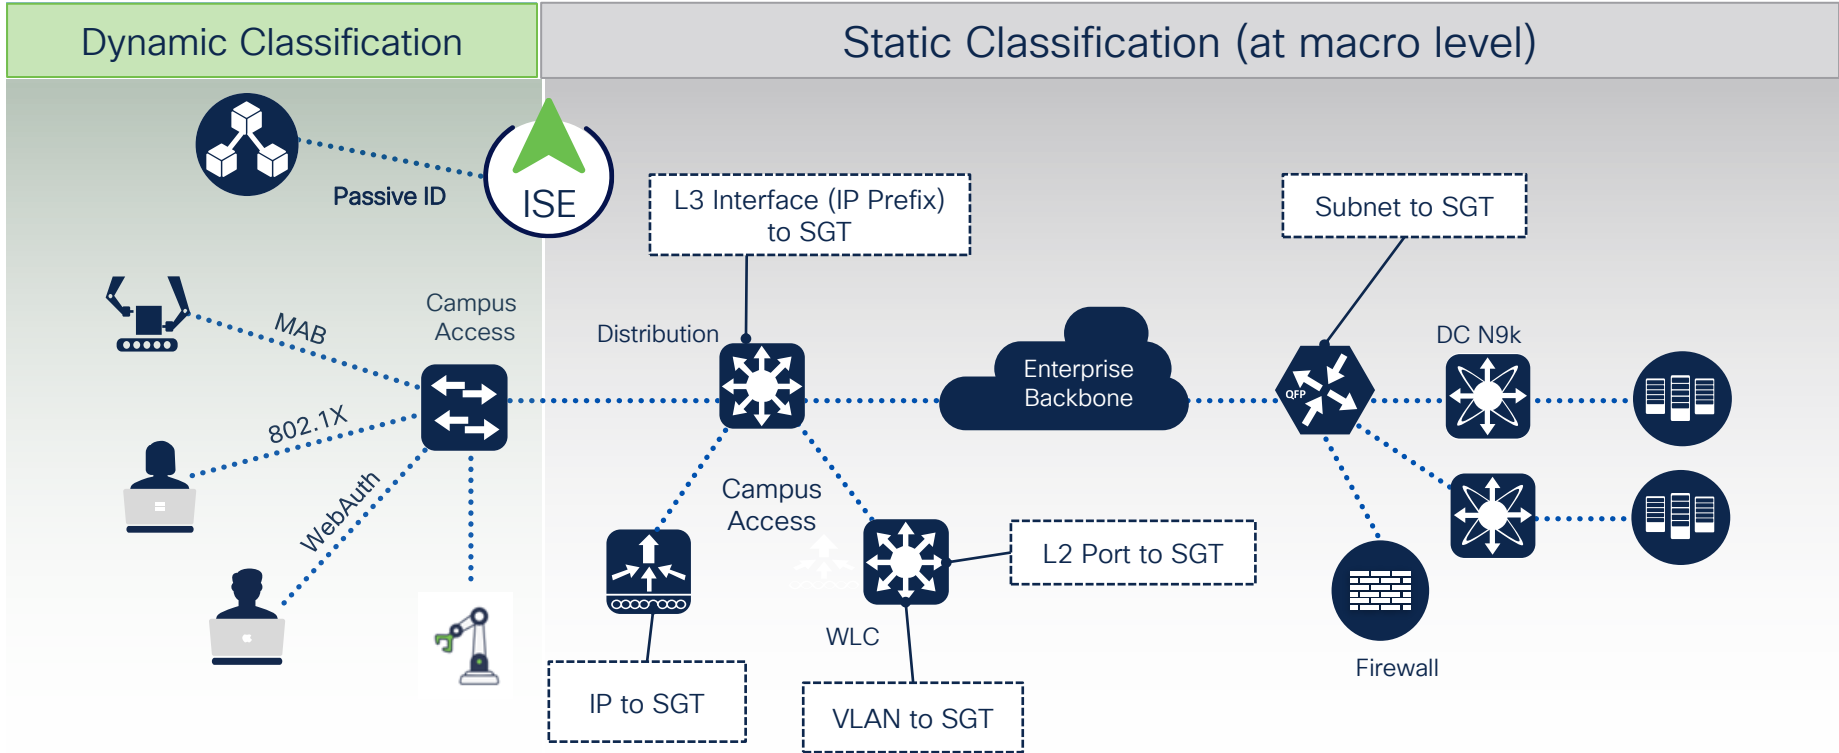 Dynamic Classification
Static Classification (at macro level)
Passive ID
ISE
L3 Interface (IP Prefix)
to SGT
Subnet to SGT
MAB
Campus
Access
Distribution
Enterprise
Backbone
QFP
DC N9k
802.1X
WebAuth
Campus
Access
L2 Port to SGT
WLC
Firewall
IP to SGT
VLAN to SGT